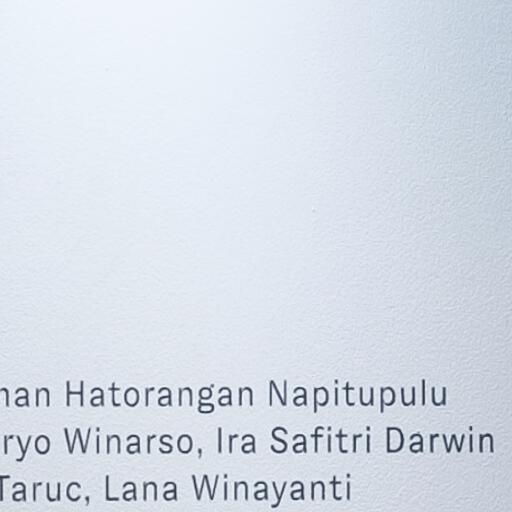 nan Hatorangan Napitupulu
ryo Winarso, Ira Safitri Darwin
Taruc, Lana Winayanti